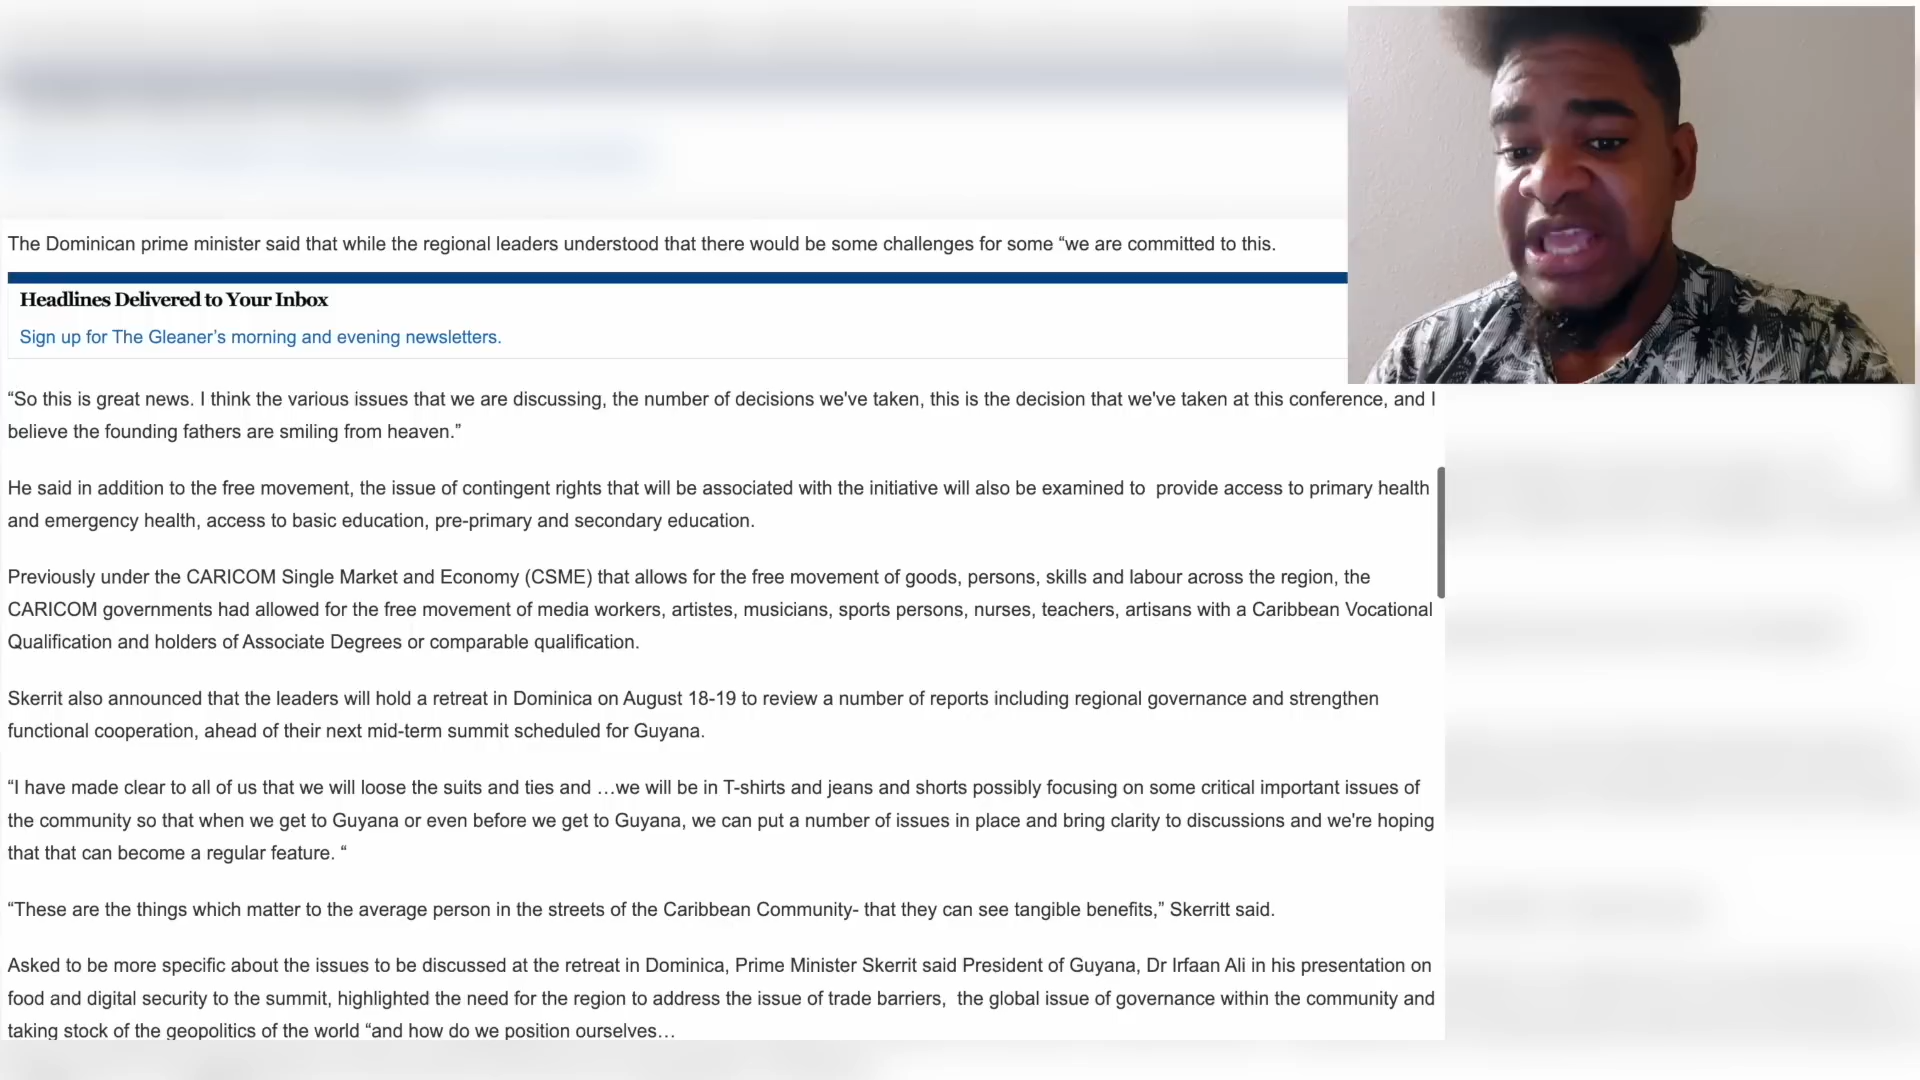 The Dominican prime minister said that while the regional leaders understood that there would be some challenges for some “we are committed to this.
Headlines Delivered to Your Inbox
Sign up for The Gleaner’s morning and evening newsletters.
“So this is great news. I think the various issues that we are discussing, the number of decisions we've taken, this is the decision that we've taken at this conference, and I
believe the founding fathers are smiling from heaven.”
He said in addition to the free movement, the issue of contingent rights that will be associated with the initiative will also be examined to  provide access to primary health
and emergency health, access to basic education, pre-primary and secondary education.
Previously under the CARICOM Single Market and Economy (CSME) that allows for the free movement of goods, persons, skills and labour across the region, the
CARICOM governments had allowed for the free movement of media workers, artistes, musicians, sports persons, nurses, teachers, artisans with a Caribbean Vocational
Qualification and holders of Associate Degrees or comparable qualification.
Skerrit also announced that the leaders will hold a retreat in Dominica on August 18-19 to review a number of reports including regional governance and strengthen
functional cooperation, ahead of their next mid-term summit scheduled for Guyana.
“I have made clear to all of us that we will loose the suits and ties and …we will be in T-shirts and jeans and shorts possibly focusing on some critical important issues of
the community so that when we get to Guyana or even before we get to Guyana, we can put a number of issues in place and bring clarity to discussions and we're hoping
that that can become a regular feature. “
“These are the things which matter to the average person in the streets of the Caribbean Community- that they can see tangible benefits,” Skerritt said.
Asked to be more specific about the issues to be discussed at the retreat in Dominica, Prime Minister Skerrit said President of Guyana, Dr Irfaan Ali in his presentation on
food and digital security to the summit, highlighted the need for the region to address the issue of trade barriers,  the global issue of governance within the community and
taking stock of the geopolitics of the world “and how do we position ourselves…